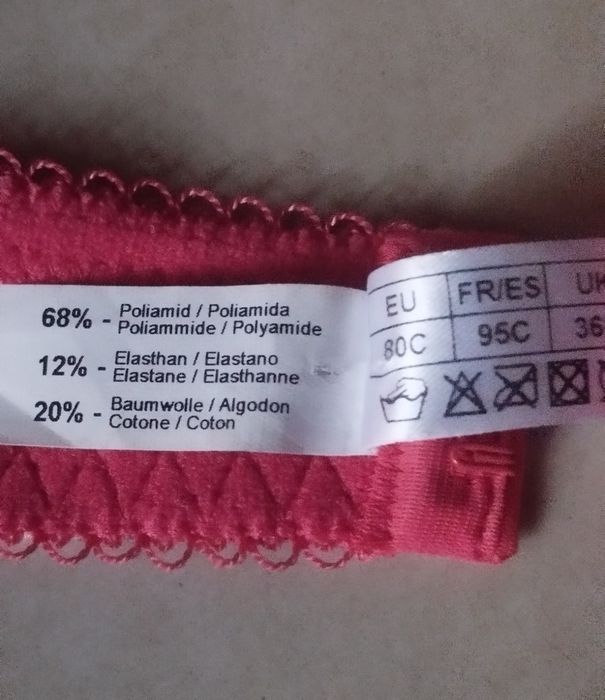 68% - Poliamid / Poliamida
Poliammide / Polyamide
12% - Elasthan / Elastano
Elastane / Elasthanne
20% - Baumwolle / Algodon
Cotone / Coton
EU FR/ES UK
80C 95C 36